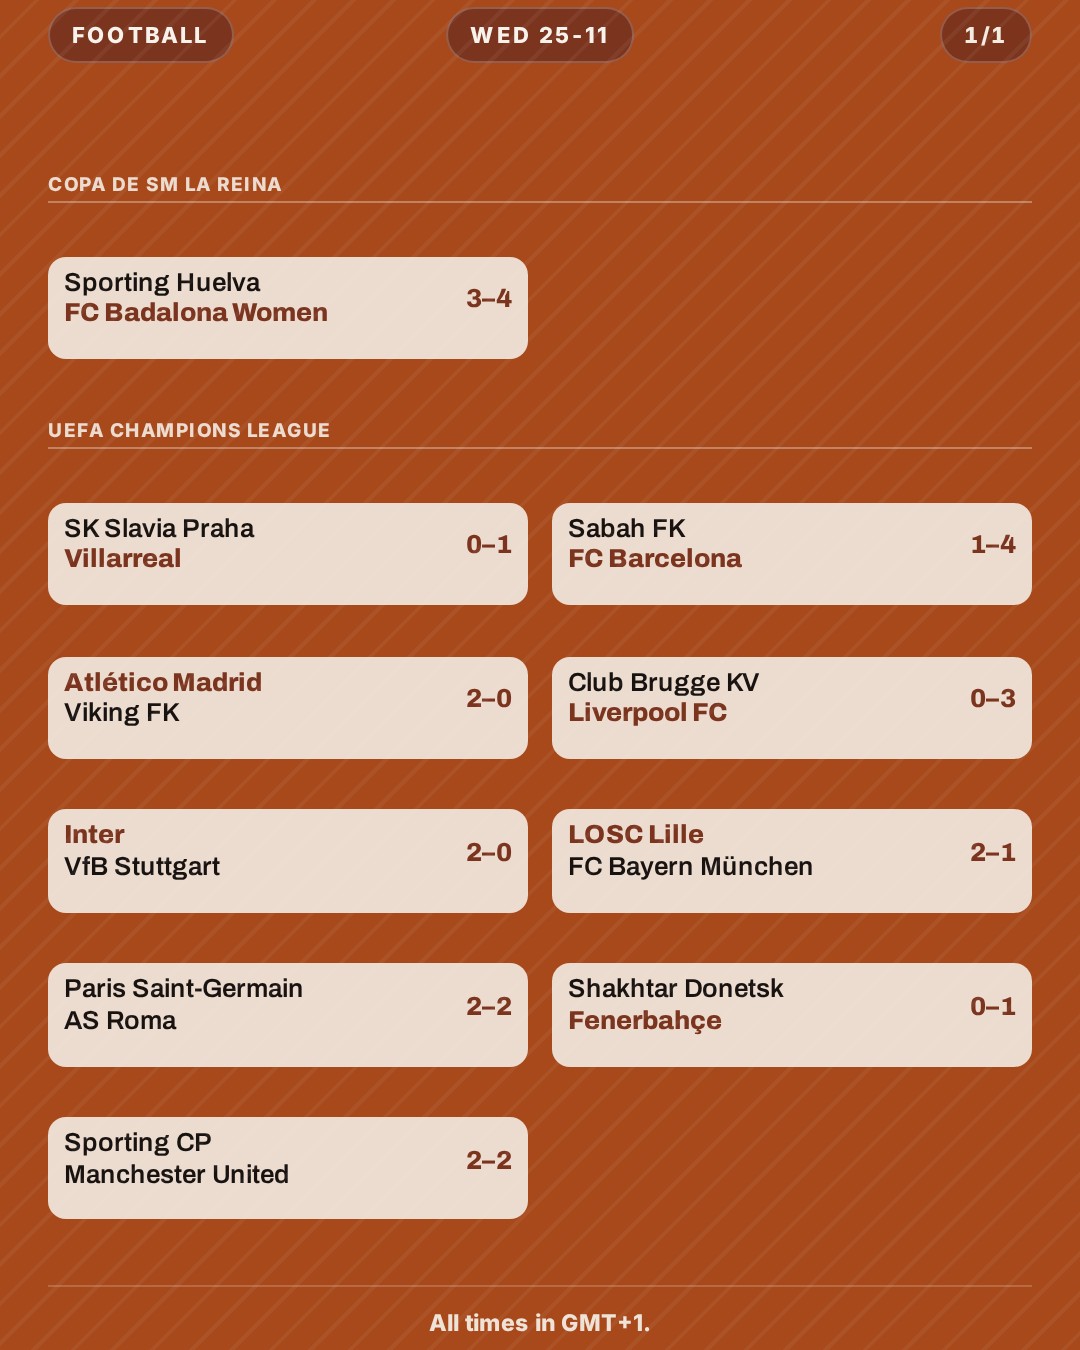 FOOTBALL
WED 25-11
1/1
COPA DE SM LA REINA
Sporting Huelva
FC Badalona Women
3–4
UEFA CHAMPIONS LEAGUE
SK Slavia Praha
Villarreal
0–1
Sabah FK
FC Barcelona
1–4
Atlético Madrid
Viking FK
2–0
Club Brugge KV
Liverpool FC
0–3
Inter
VfB Stuttgart
2–0
LOSC Lille
FC Bayern München
2–1
Paris Saint-Germain
AS Roma
2–2
Shakhtar Donetsk
Fenerbahçe
0–1
Sporting CP
Manchester United
2–2
All times in GMT+1.